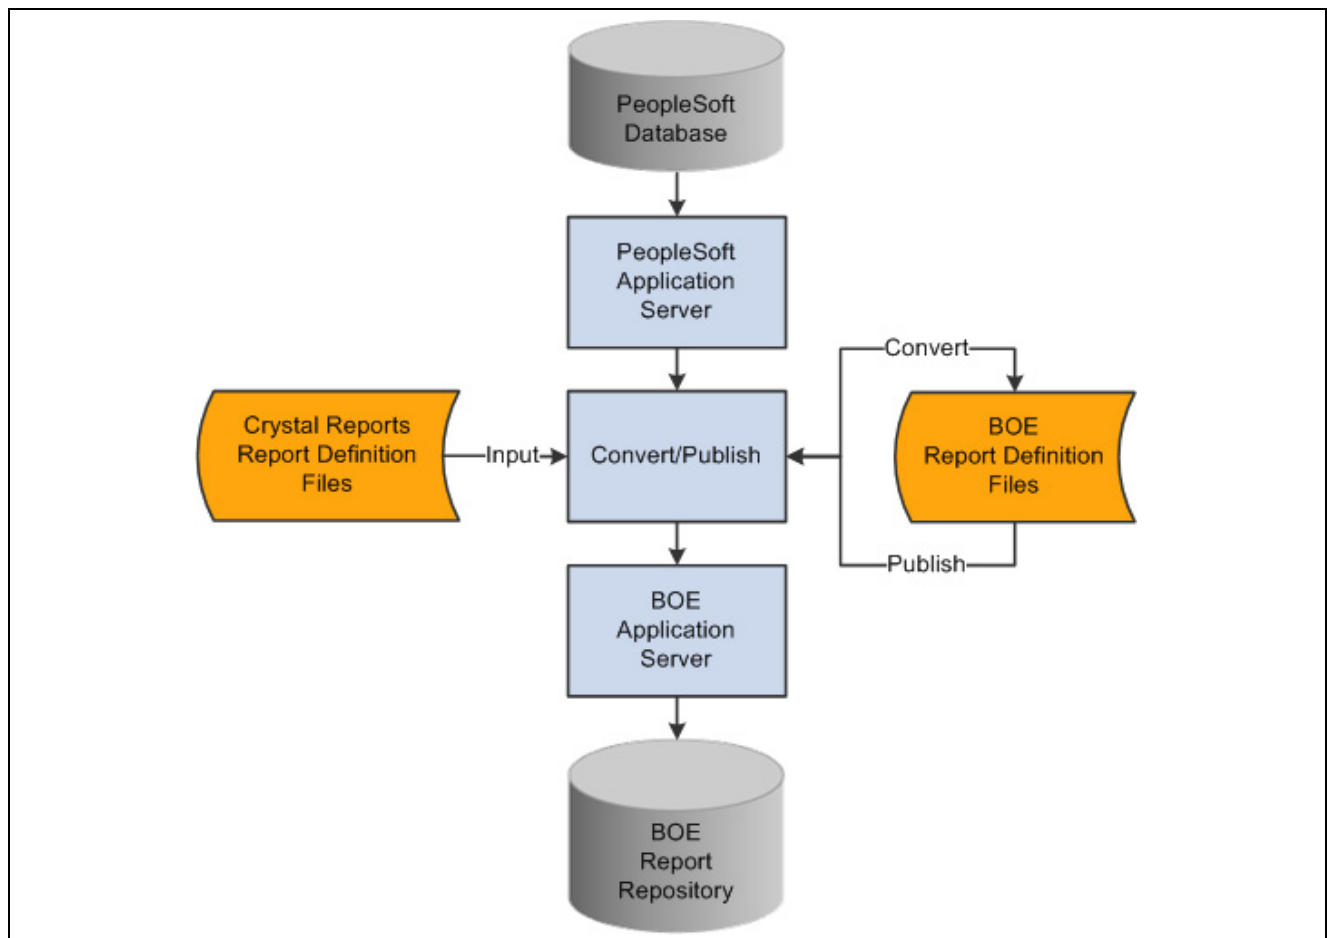 PeopleSoft
Database
PeopleSoft
Application
Server
Convert
Crystal Reports
Report Definition
Files
Input
Convert/Publish
BOE
Report Definition
Files
Publish
BOE
Application
Server
BOE
Report
Repository